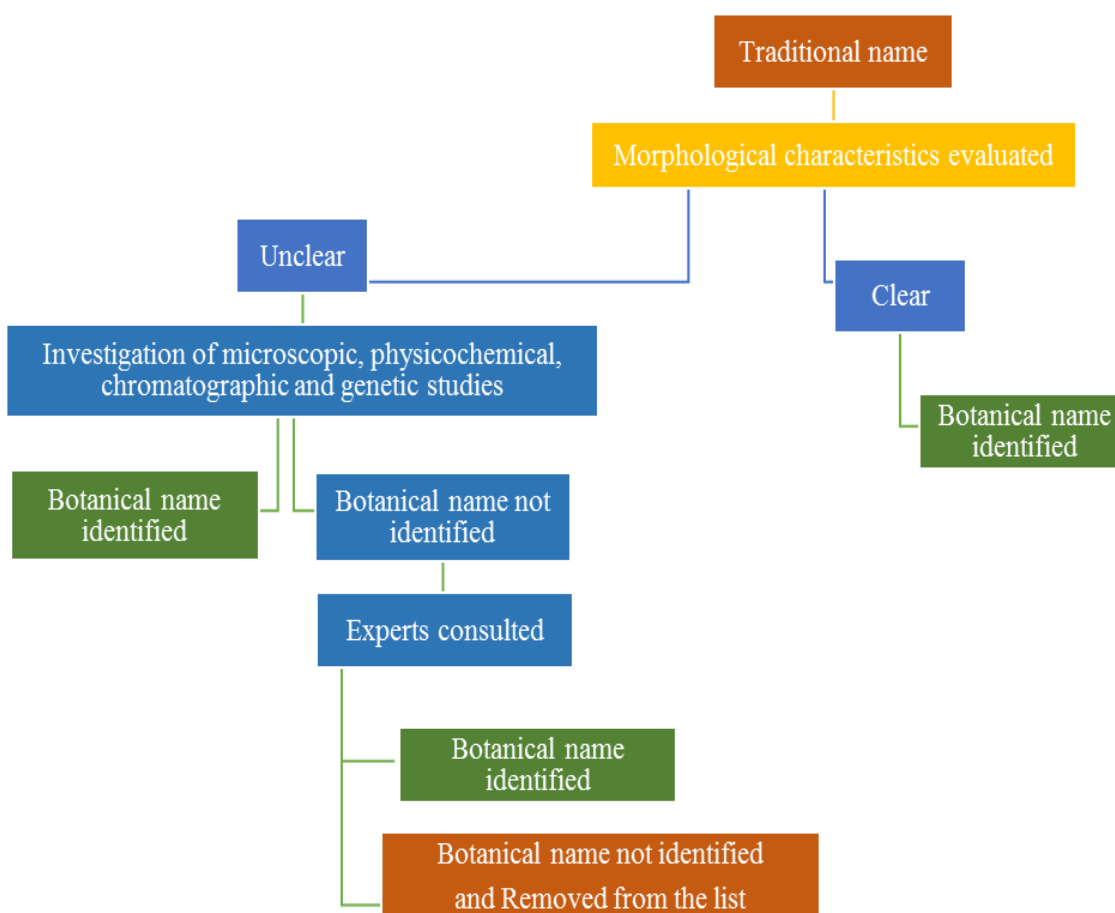 Traditional name
Morphological characteristics evaluated
Unclear
Clear
Investigation of microscopic, physicochemical,
chromatographic and genetic studies
Botanical name
identified
Botanical name
identified
Botanical name not
identified
Experts consulted
Botanical name
identified
Botanical name not identified
and Removed from the list